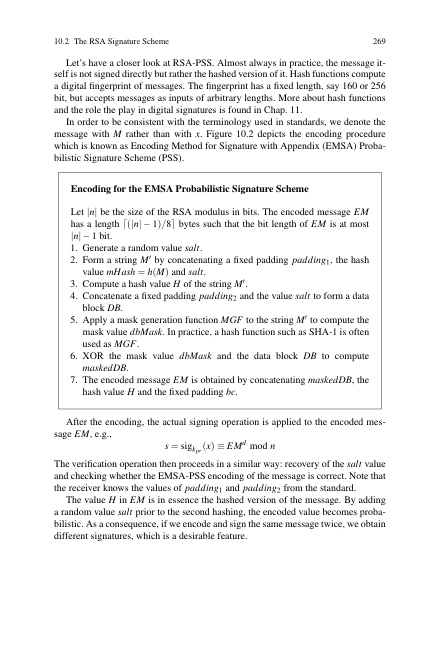 10.2 The RSA Signature Scheme 269
Let's have a closer look at RSA-PSS. Almost always in practice, the message it-
self is not signed directly but rather the hashed version of it. Hash functions compute
a digital fingerprint of messages. The fingerprint has a fixed length, say 160 or 256
bit, but accepts messages as inputs of arbitrary lengths. More about hash functions
and the role the play in digital signatures is found in Chap. 11.
In order to be consistent with the terminology used in standards, we denote the
message with M rather than with x. Figure 10.2 depicts the encoding procedure
which is known as Encoding Method for Signature with Appendix (EMSA) Proba-
bilistic Signature Scheme (PSS).
Encoding for the EMSA Probabilistic Signature Scheme
Let |n| be the size of the RSA modulus in bits. The encoded message EM
has a length ⌈(|n| − 1)/8⌉ bytes such that the bit length of EM is at most
|n| − 1 bit.
1. Generate a random value salt.
2. Form a string M′ by concatenating a fixed padding padding₁, the hash
value mHash = h(M) and salt.
3. Compute a hash value H of the string M′.
4. Concatenate a fixed padding padding₂ and the value salt to form a data
block DB.
5. Apply a mask generation function MGF to the string M′ to compute the
mask value dbMask. In practice, a hash function such as SHA-1 is often
used as MGF.
6. XOR the mask value dbMask and the data block DB to compute
maskedDB.
7. The encoded message EM is obtained by concatenating maskedDB, the
hash value H and the fixed padding bc.
After the encoding, the actual signing operation is applied to the encoded mes-
sage EM, e.g.,
s = sig_{k_{pr}}(x) ≡ EM^d mod n
The verification operation then proceeds in a similar way: recovery of the salt value
and checking whether the EMSA-PSS encoding of the message is correct. Note that
the receiver knows the values of padding₁ and padding₂ from the standard.
The value H in EM is in essence the hashed version of the message. By adding
a random value salt prior to the second hashing, the encoded value becomes proba-
bilistic. As a consequence, if we encode and sign the same message twice, we obtain
different signatures, which is a desirable feature.